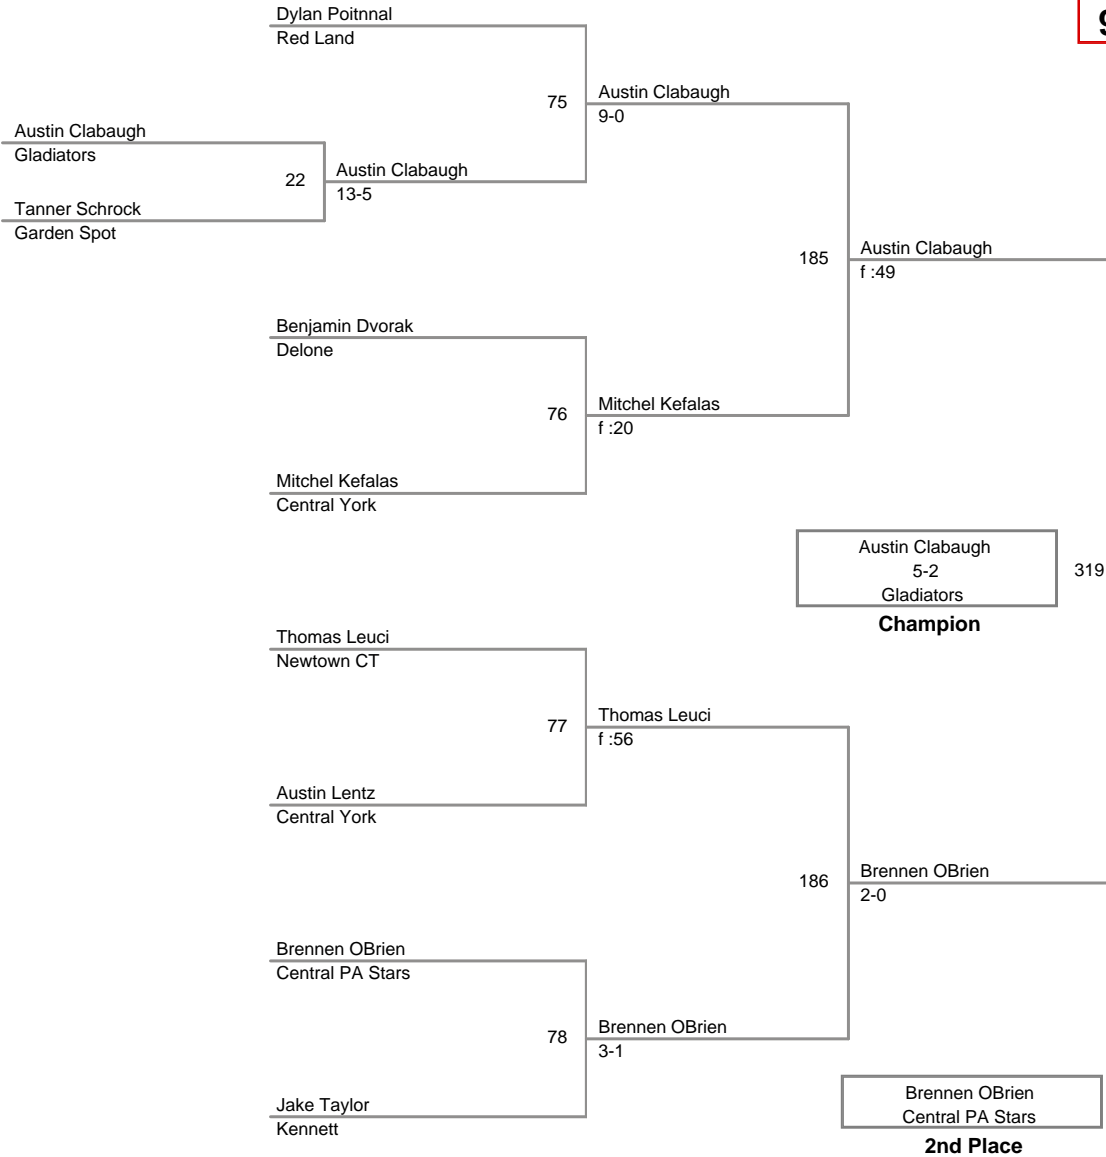 Dylan Poitnnal
Red Land
75
Austin Clabaugh
9-0
Austin Clabaugh
Gladiators
22
Austin Clabaugh
13-5
Tanner Schrock
Garden Spot
185
Austin Clabaugh
f :49
Benjamin Dvorak
Delone
76
Mitchel Kefalas
f :20
Mitchel Kefalas
Central York
Austin Clabaugh
5-2
Gladiators
319
Champion
Thomas Leuci
Newtown CT
77
Thomas Leuci
f :56
Austin Lentz
Central York
186
Brennen OBrien
2-0
Brennen OBrien
Central PA Stars
78
Brennen OBrien
3-1
Jake Taylor
Kennett
Brennen OBrien
Central PA Stars
2nd Place